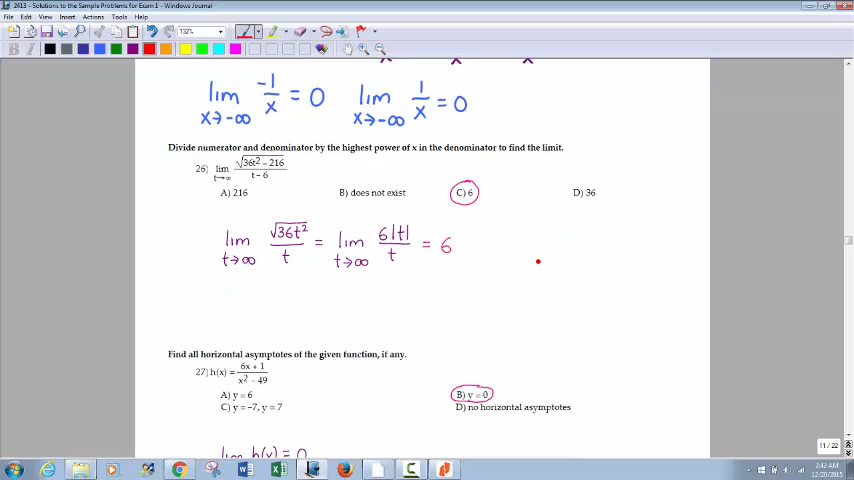 2413 - Solutions to the Sample Problems for Exam 1 - Windows Journal
File Edit View Insert Actions Tools Help
132%
B I
x x x
lim x→-∞ -1/x = 0 lim x→-∞ 1/x = 0
Divide numerator and denominator by the highest power of x in the denominator to find the limit.
26) lim t→∞ √36t² - 216 / t - 6
A) 216 B) does not exist C) 6 D) 36
lim t→∞ √36t² / t = lim t→∞ 6|t| / t = 6
Find all horizontal asymptotes of the given function, if any.
27) h(x) = 6x + 1 / x² - 49
A) y = 6 B) y = 0
C) y = -7, y = 7 D) no horizontal asymptotes
lim h(x) = 0
11 / 22
2:42 AM
12/20/2015